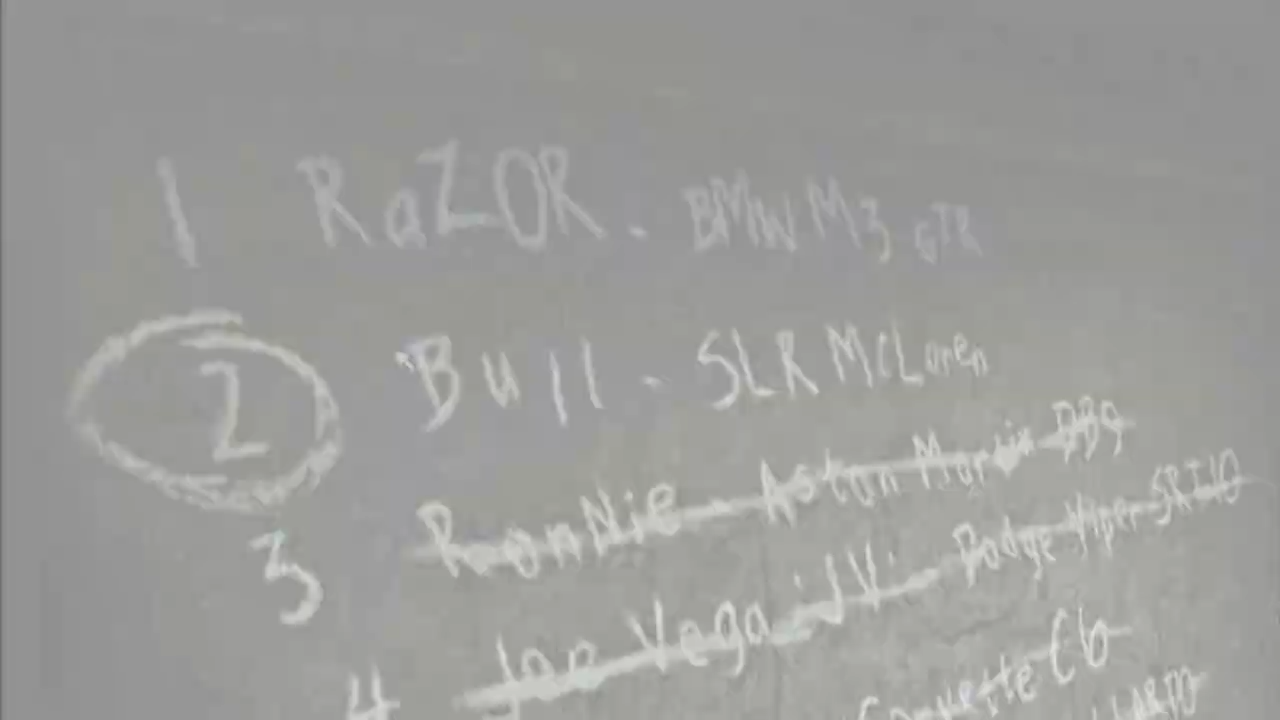 1 RaZOR - BMW M3 GTR
2 Bull - SLR McLaren
3 RonNie - Aston Martin DB9
4 Joe Vega "JV" - Dodge Viper SRT10
Corvette C6